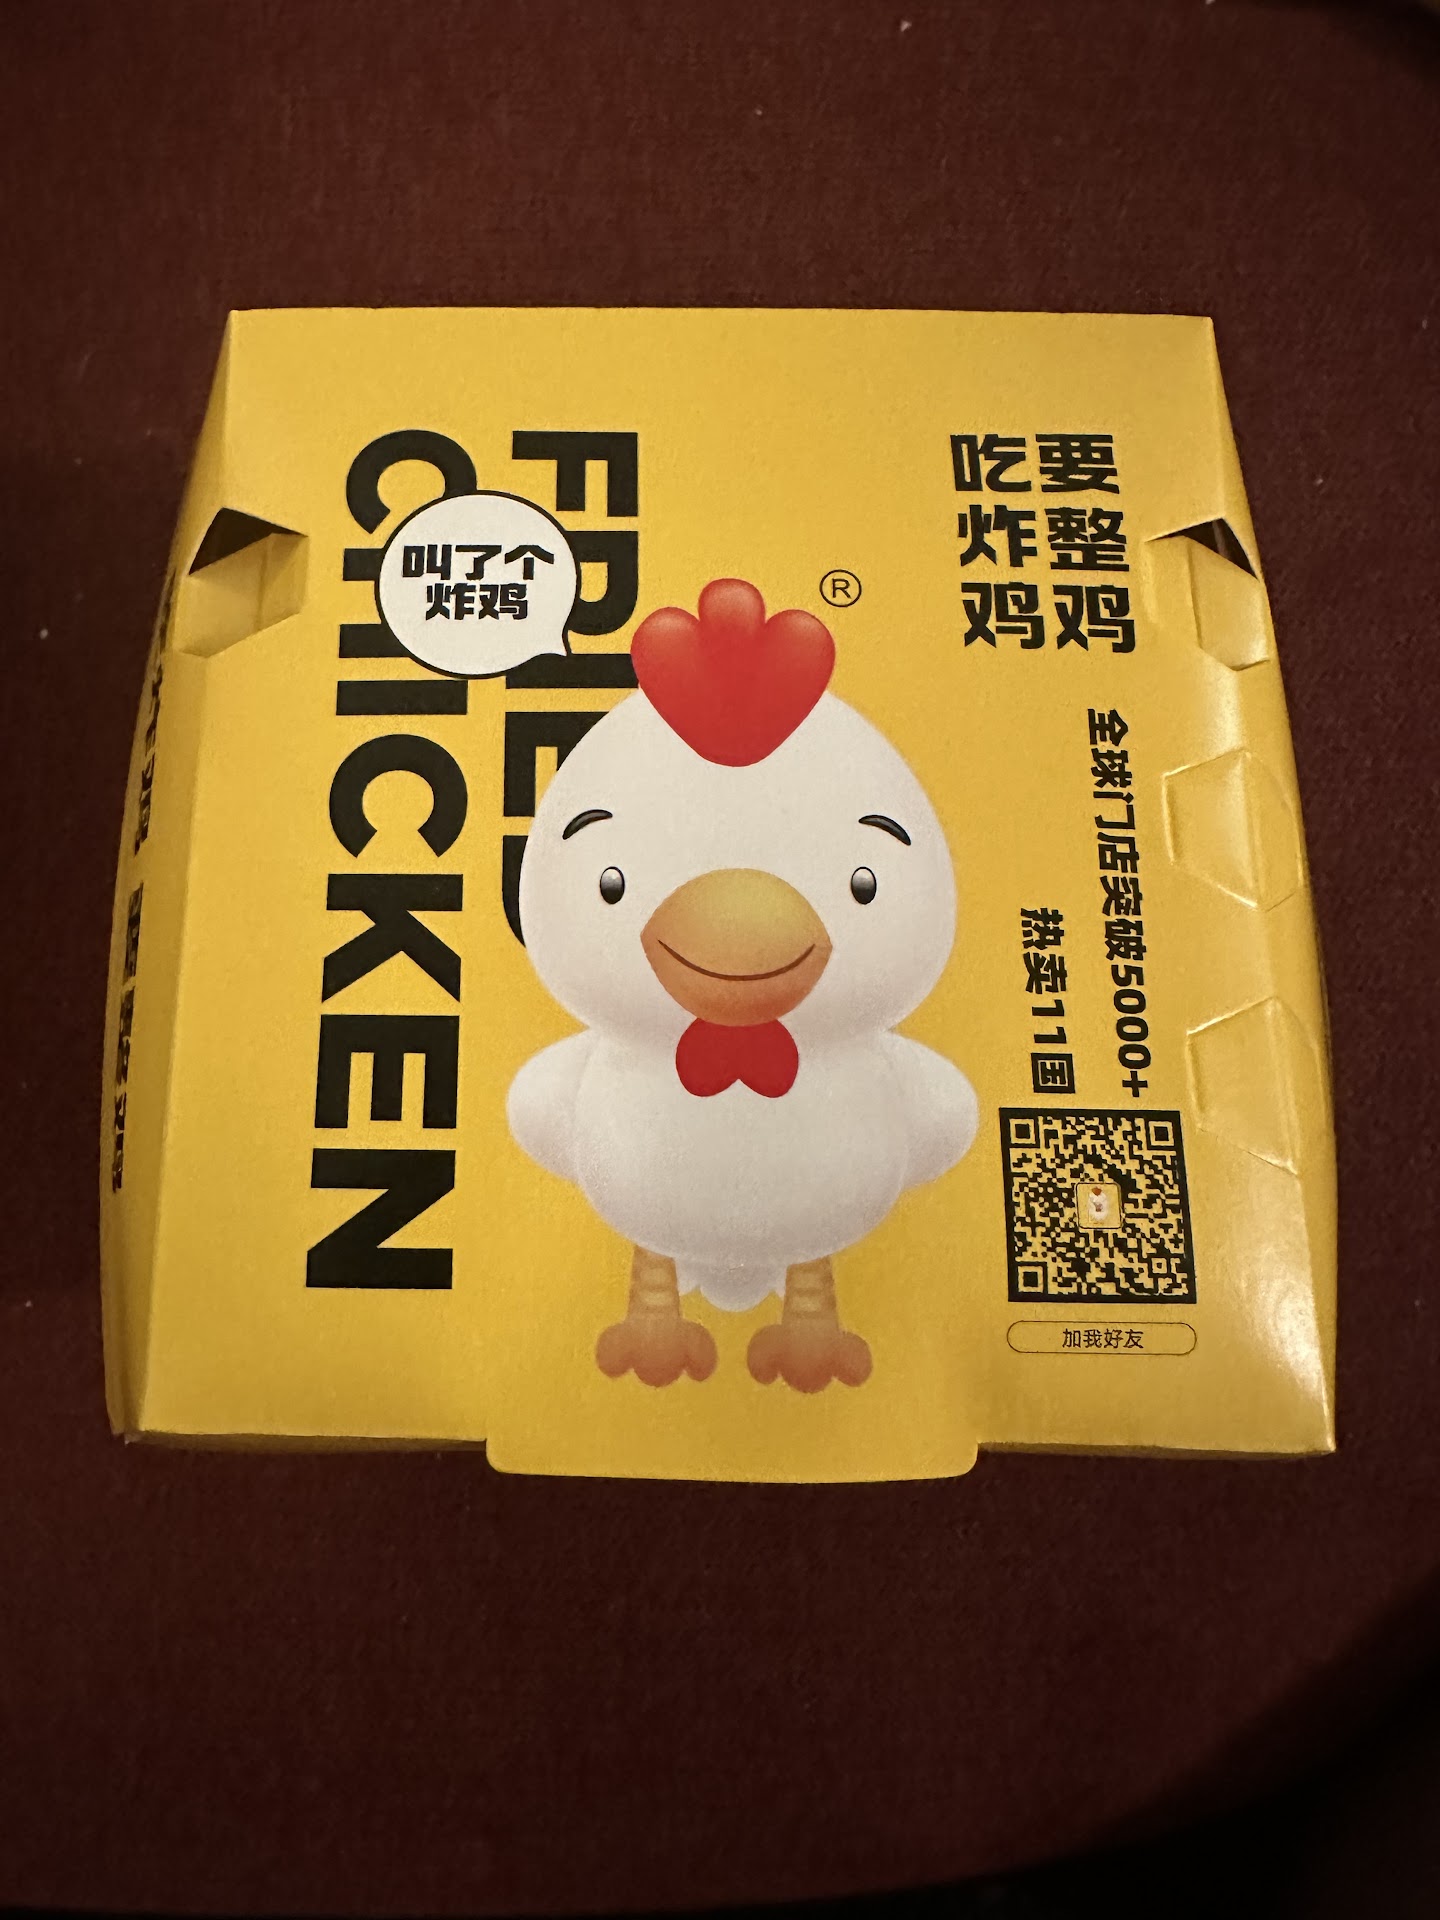 FRIED
CHICKEN
叫了个
炸鸡
®
要整鸡
吃炸鸡
全球门店突破5000+
热卖11国
加我好友